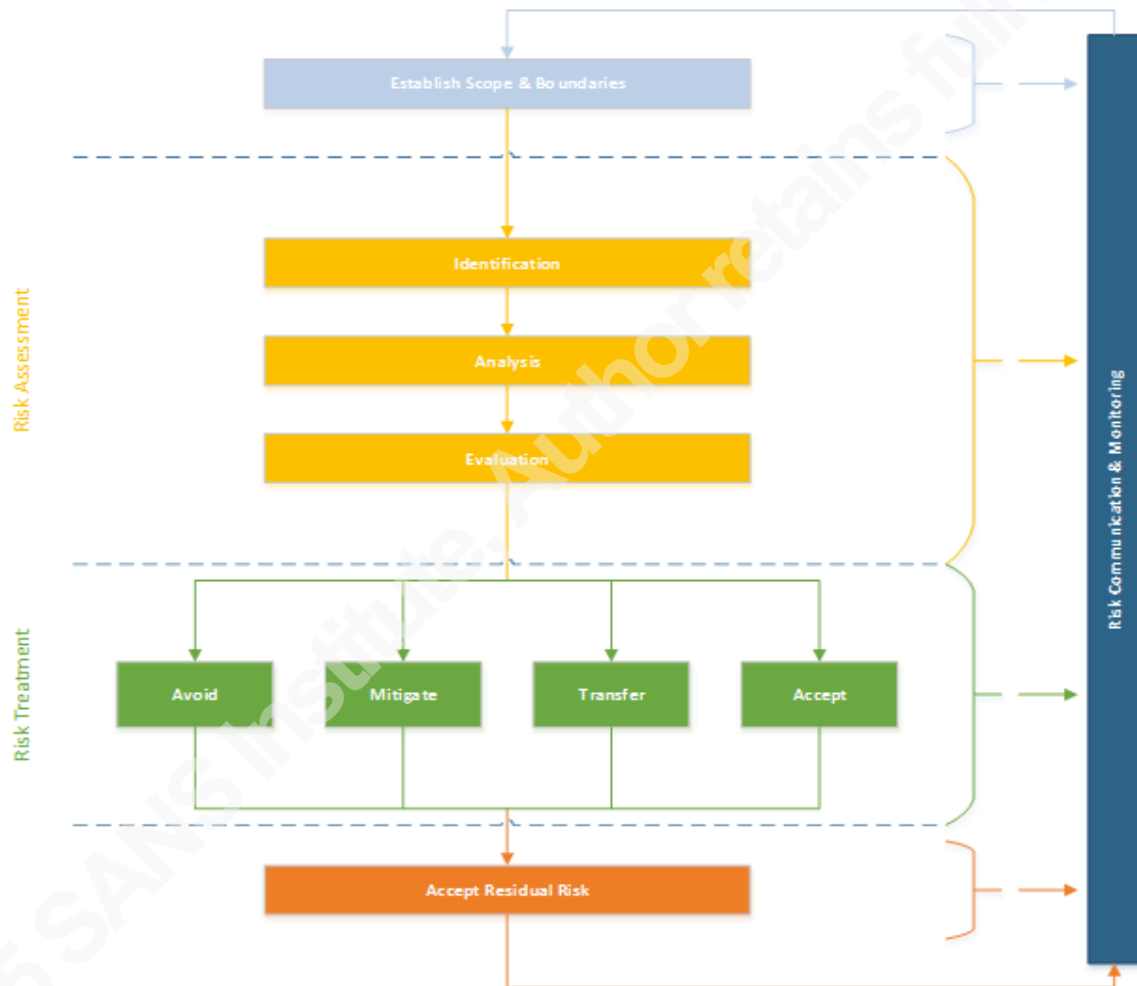 Establish Scope & Boundaries
Risk Assessment
Identification
Analysis
Evaluation
Risk Treatment
Avoid
Mitigate
Transfer
Accept
Accept Residual Risk
Risk Communication & Monitoring
5 SANS Institute, Author retains full